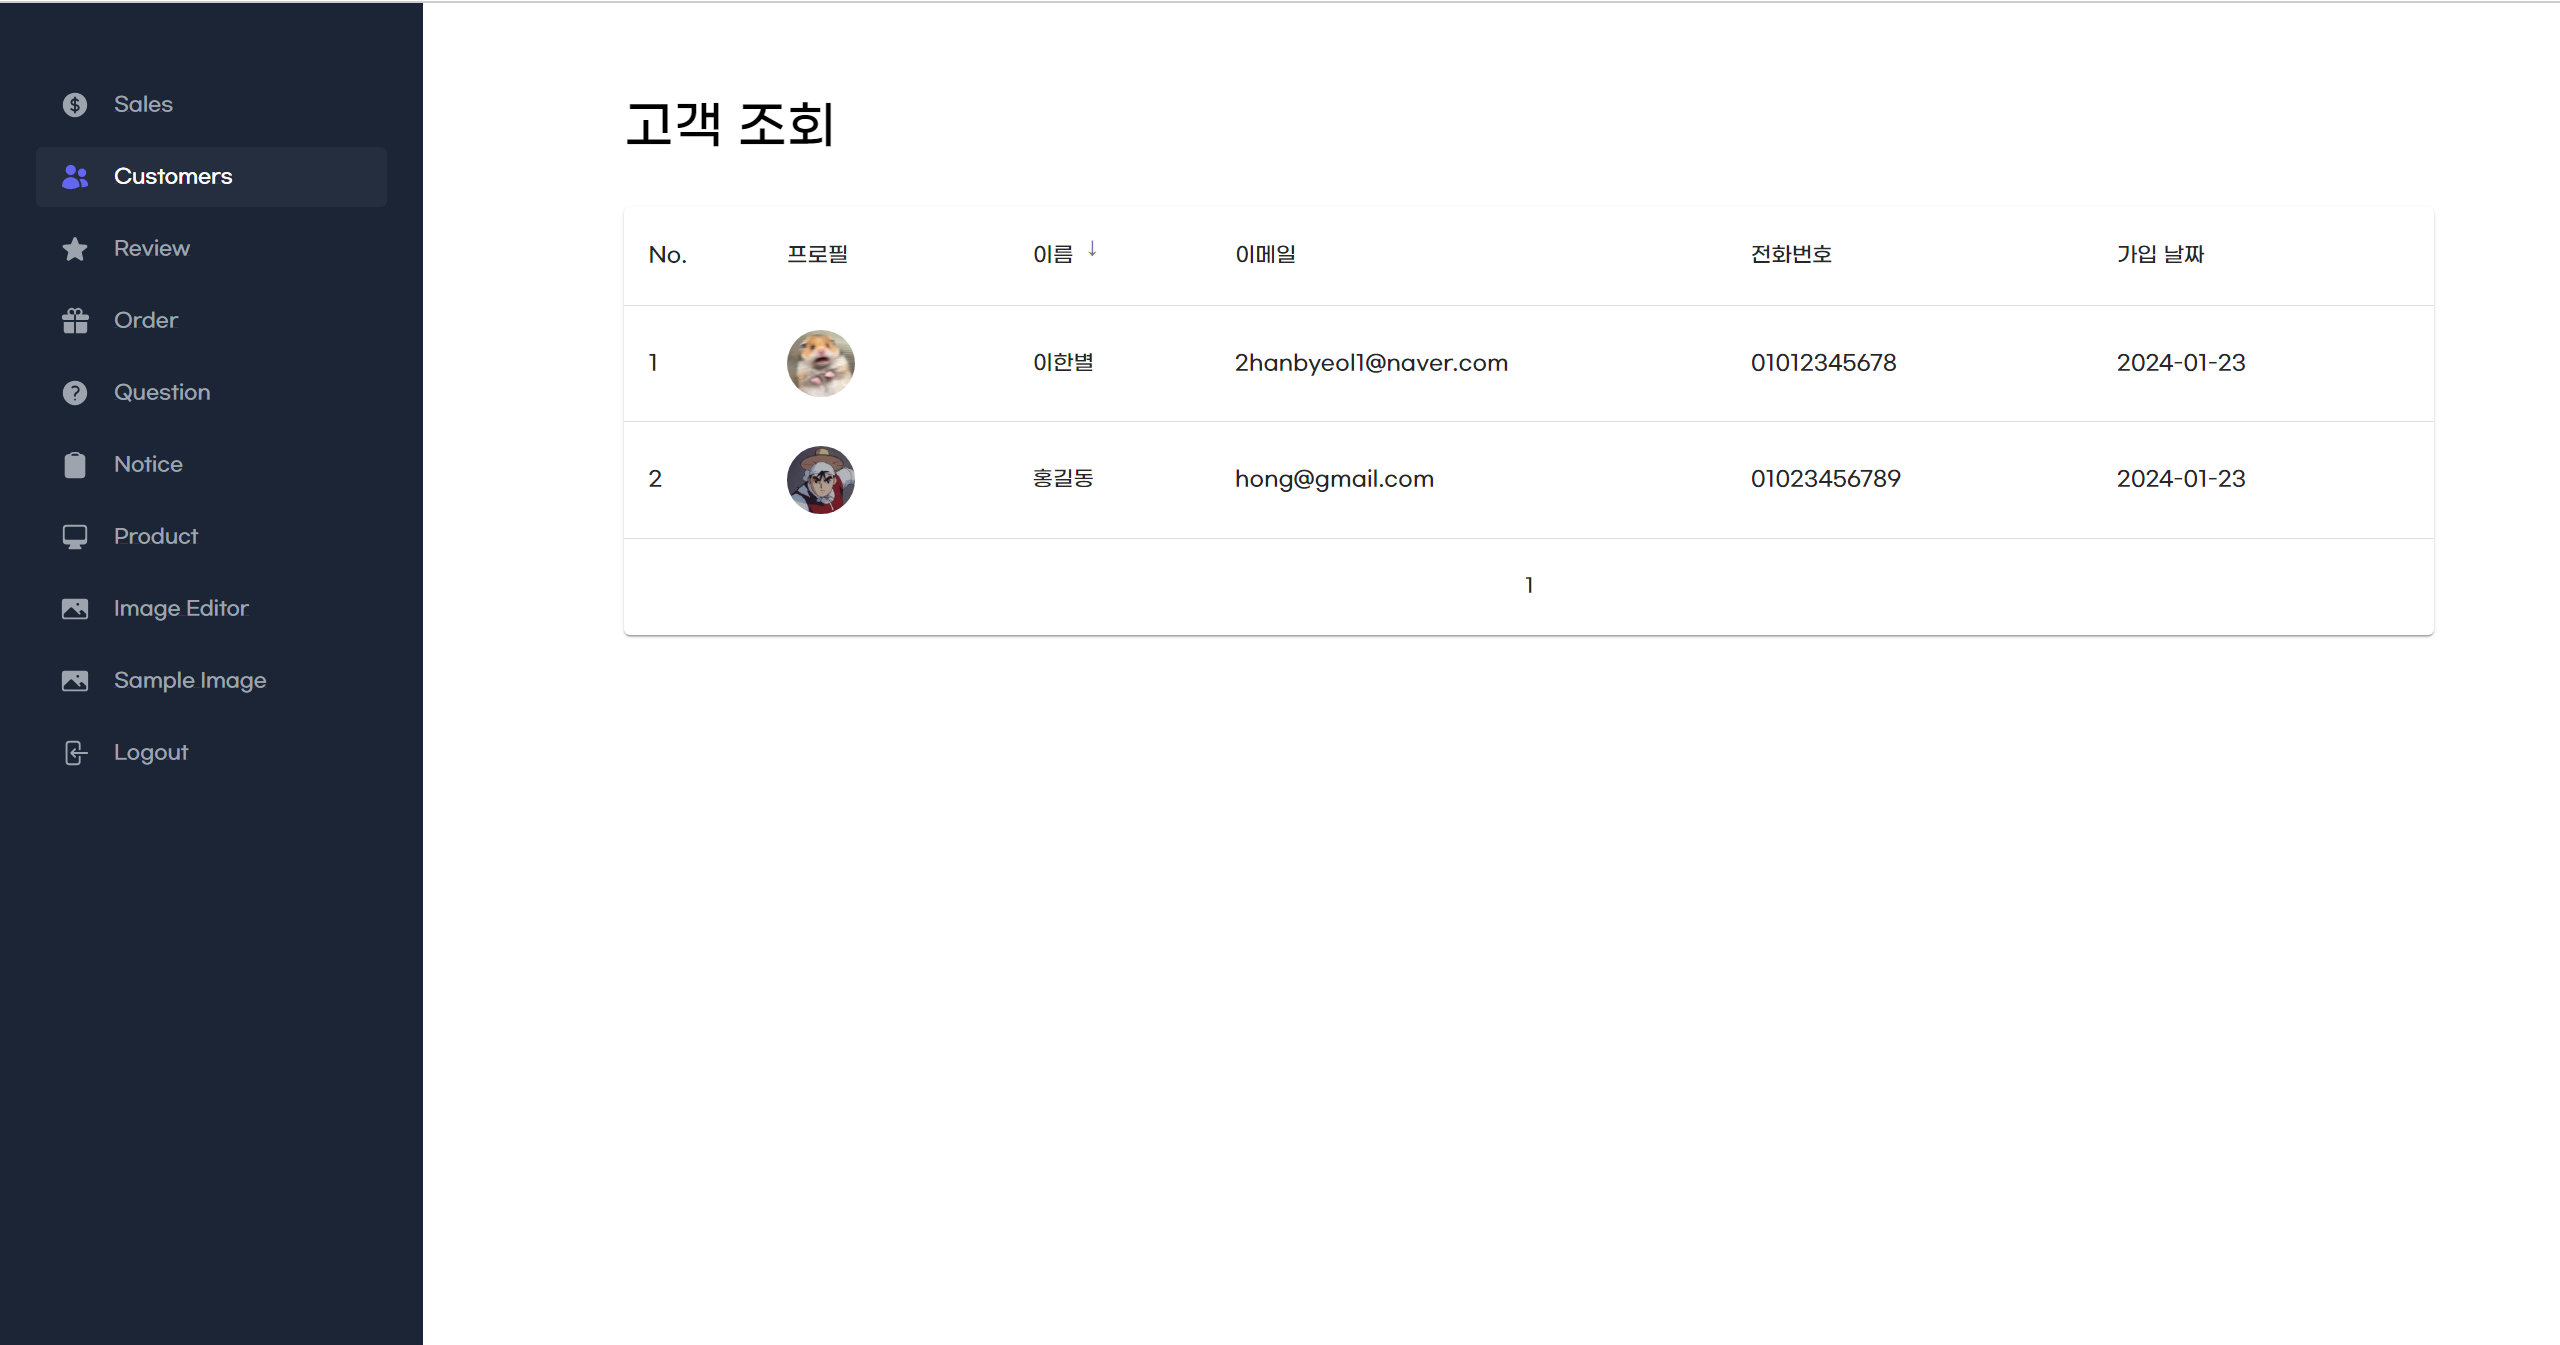 Sales
Customers
Review
Order
Question
Notice
Product
Image Editor
Sample Image
Logout
고객 조회
No. 프로필 이름 ↓ 이메일 전화번호 가입 날짜
1 이한별 2hanbyeol1@naver.com 01012345678 2024-01-23
2 홍길동 hong@gmail.com 01023456789 2024-01-23
1